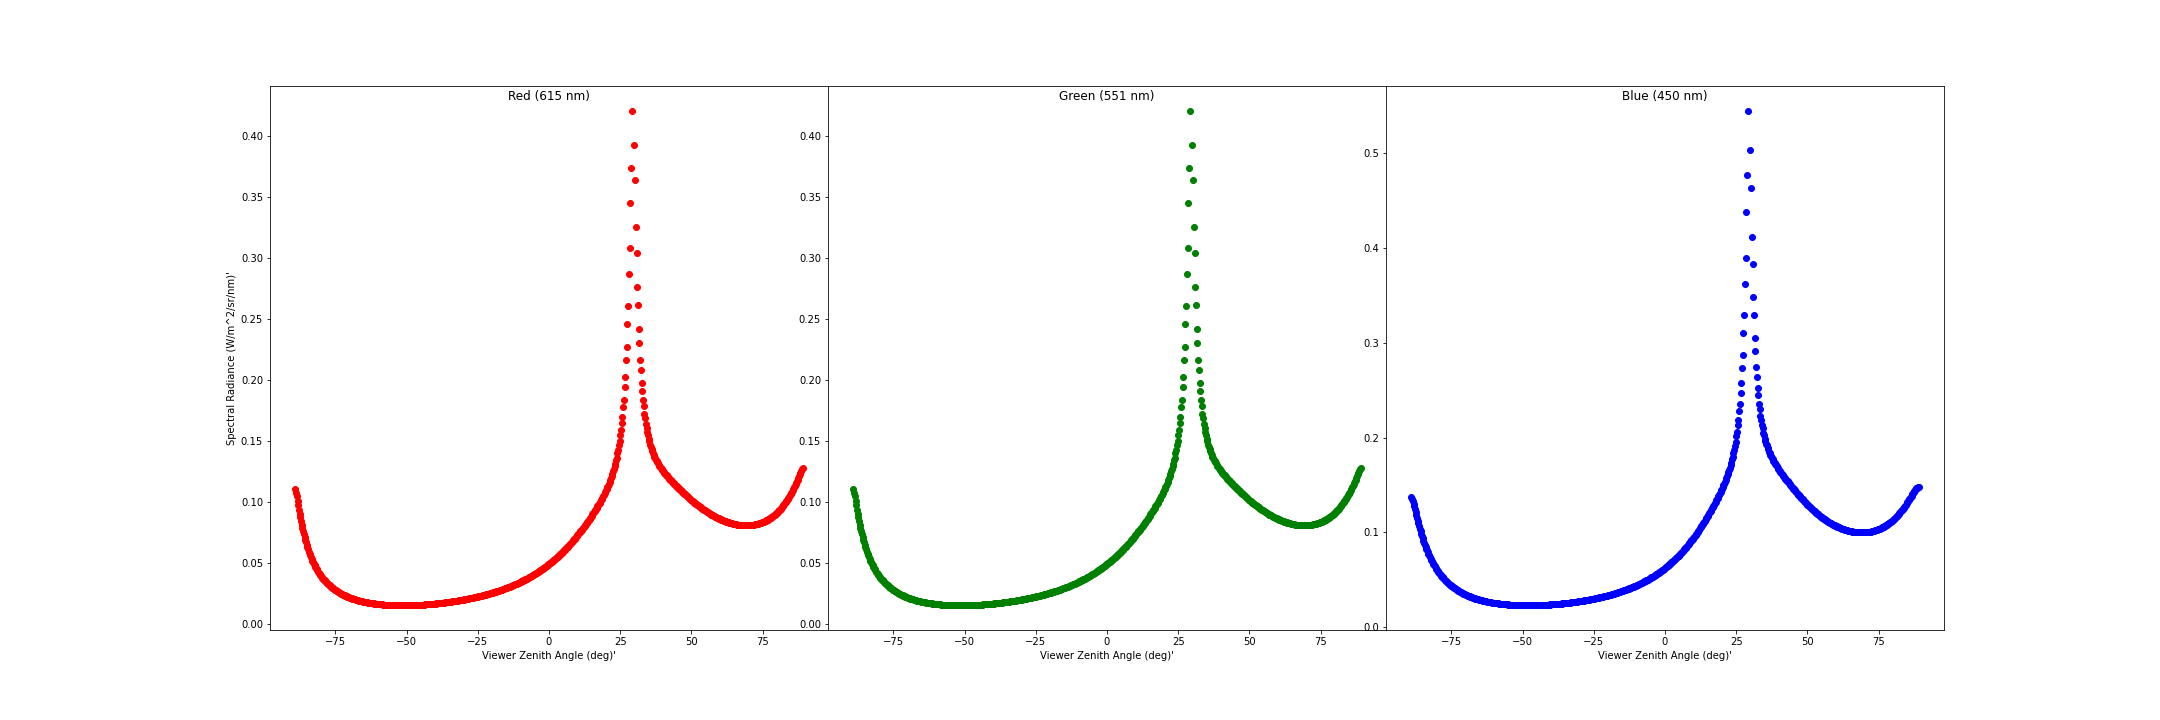 Red (615 nm)
Green (551 nm)
Blue (450 nm)
Spectral Radiance (W/m^2/sr/nm)'
0.40
0.35
0.30
0.25
0.20
0.15
0.10
0.05
0.00
0.40
0.35
0.30
0.25
0.20
0.15
0.10
0.05
0.00
0.5
0.4
0.3
0.2
0.1
0.0
−75 −50 −25 0 25 50 75
−75 −50 −25 0 25 50 75
−75 −50 −25 0 25 50 75
Viewer Zenith Angle (deg)'
Viewer Zenith Angle (deg)'
Viewer Zenith Angle (deg)'